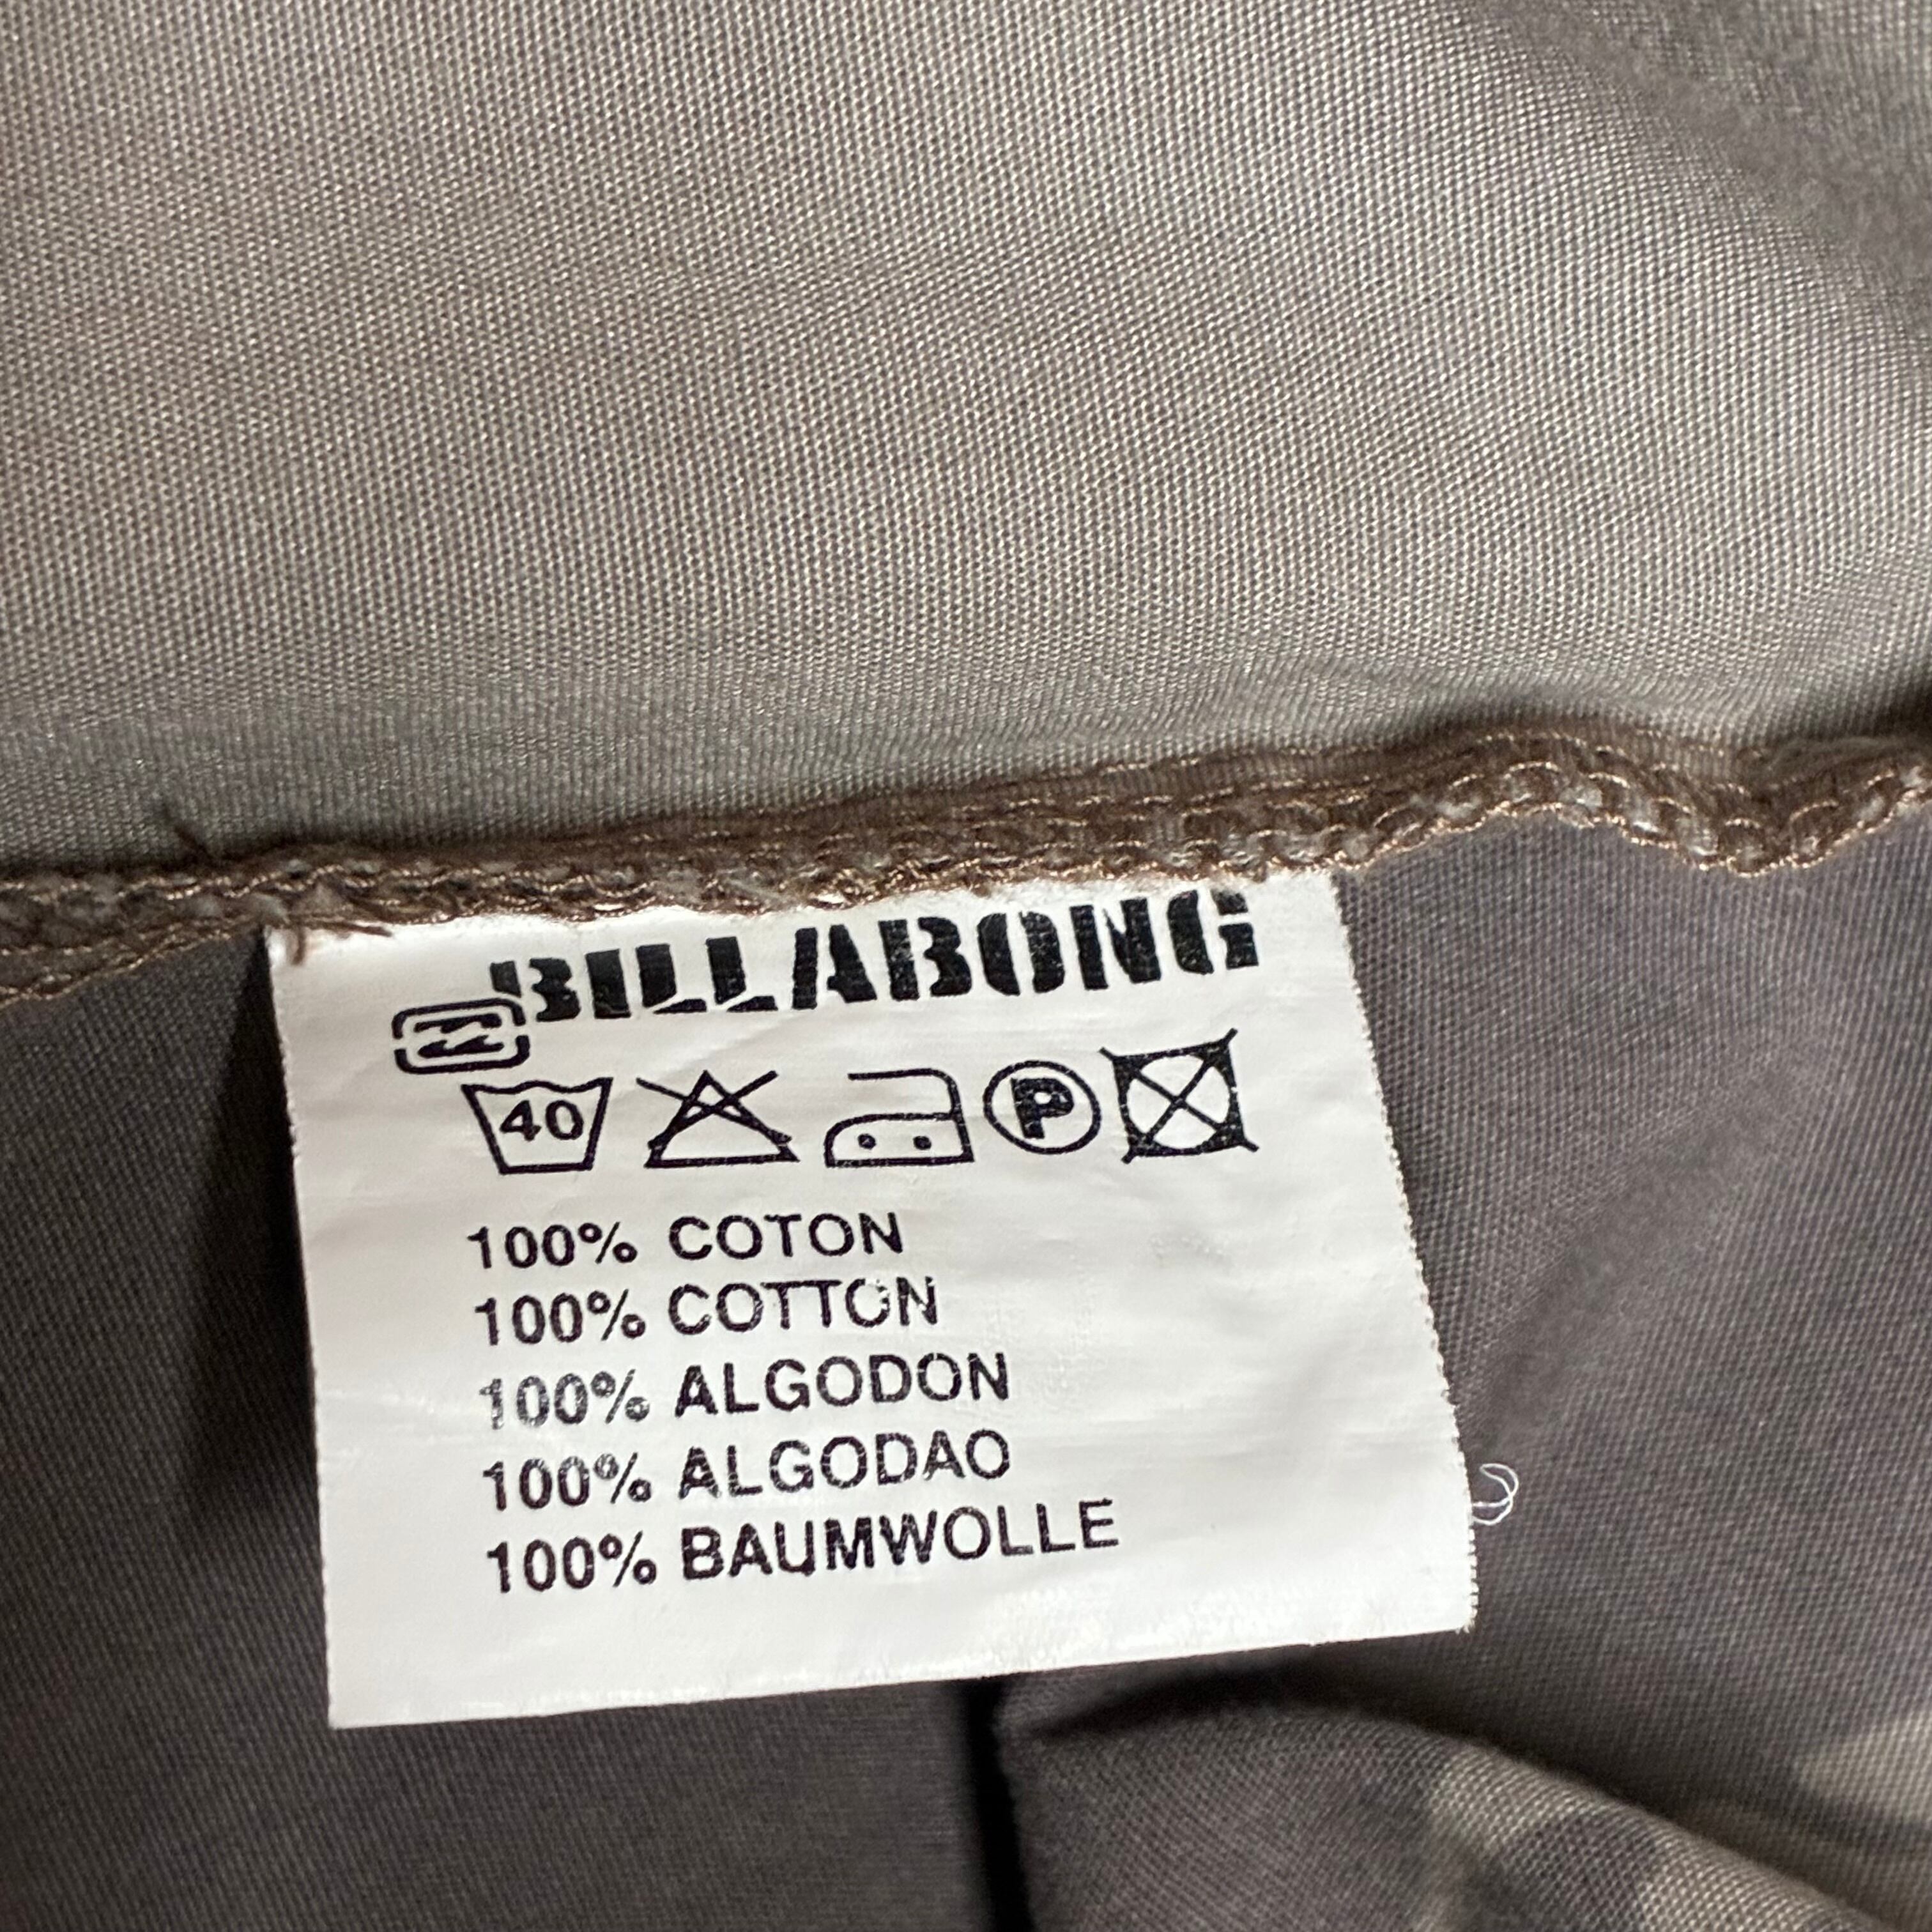 BILLABONG
40 P
100% COTON
100% COTTON
100% ALGODON
100% ALGODAO
100% BAUMWOLLE